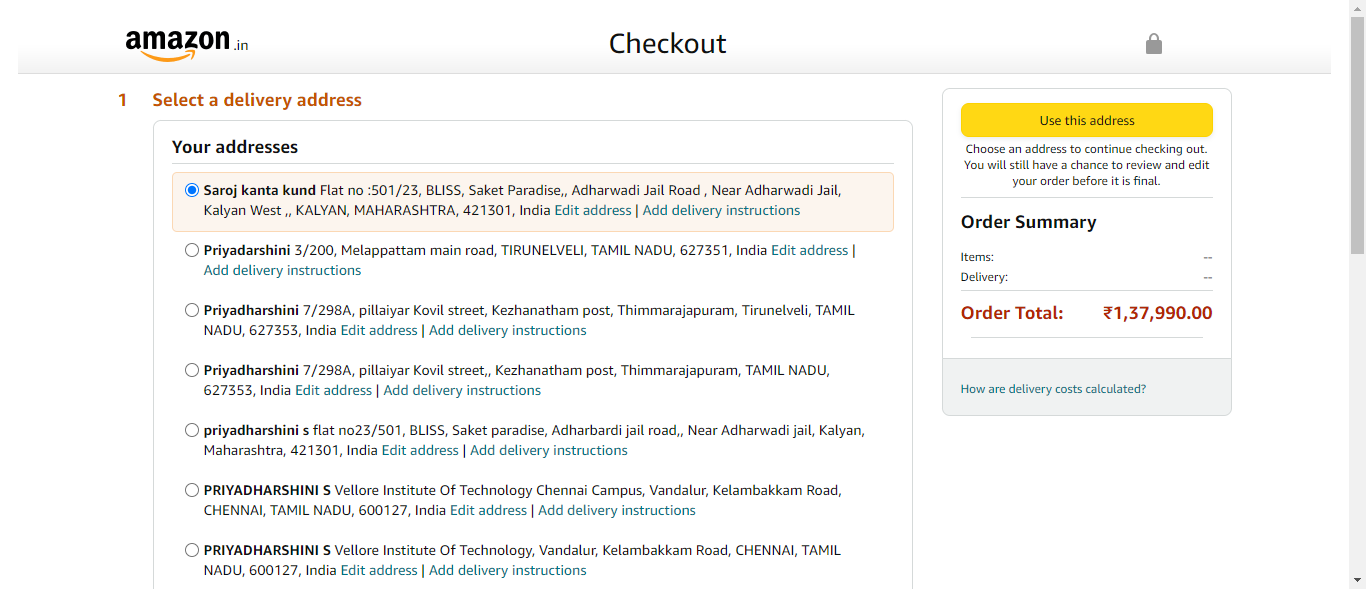 amazon.in
Checkout
1 Select a delivery address
Your addresses
Saroj kanta kund Flat no :501/23, BLISS, Saket Paradise,, Adharwadi Jail Road , Near Adharwadi Jail,
Kalyan West ,, KALYAN, MAHARASHTRA, 421301, India Edit address | Add delivery instructions
Priyadarshini 3/200, Melappattam main road, TIRUNELVELI, TAMIL NADU, 627351, India Edit address |
Add delivery instructions
Priyadharshini 7/298A, pillaiyar Kovil street, Kezhanatham post, Thimmarajapuram, Tirunelveli, TAMIL
NADU, 627353, India Edit address | Add delivery instructions
Priyadharshini 7/298A, pillaiyar Kovil street,, Kezhanatham post, Thimmarajapuram, TAMIL NADU,
627353, India Edit address | Add delivery instructions
priyadharshini s flat no23/501, BLISS, Saket paradise, Adharbardi jail road,, Near Adharwadi jail, Kalyan,
Maharashtra, 421301, India Edit address | Add delivery instructions
PRIYADHARSHINI S Vellore Institute Of Technology Chennai Campus, Vandalur, Kelambakkam Road,
CHENNAI, TAMIL NADU, 600127, India Edit address | Add delivery instructions
PRIYADHARSHINI S Vellore Institute Of Technology, Vandalur, Kelambakkam Road, CHENNAI, TAMIL
NADU, 600127, India Edit address | Add delivery instructions
Use this address
Choose an address to continue checking out.
You will still have a chance to review and edit
your order before it is final.
Order Summary
Items: --
Delivery: --
Order Total: ₹1,37,990.00
How are delivery costs calculated?